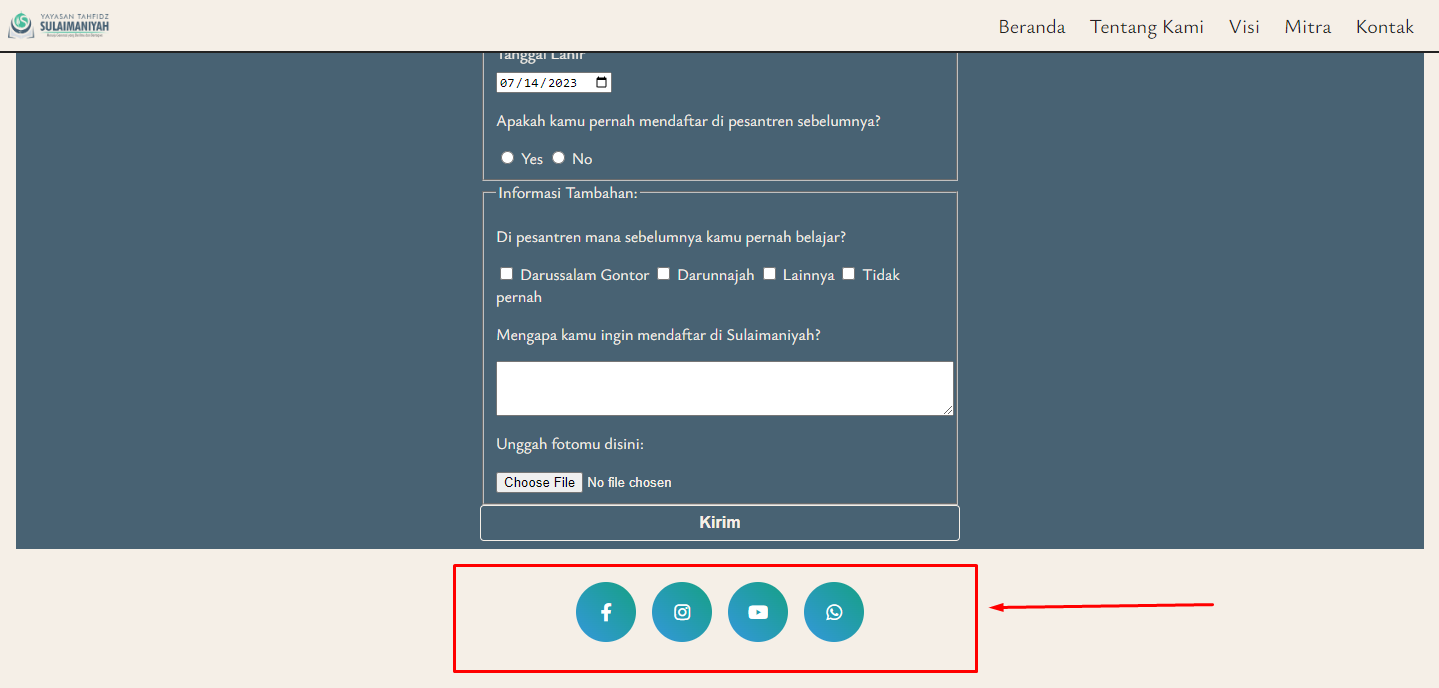 YAYASAN TAHFIDZ
SULAIMANIYAH
Beranda Tentang Kami Visi Mitra Kontak
Tanggal Lahir
07/14/2023
Apakah kamu pernah mendaftar di pesantren sebelumnya?
Yes No
Informasi Tambahan:
Di pesantren mana sebelumnya kamu pernah belajar?
Darussalam Gontor Darunnajah Lainnya Tidak
pernah
Mengapa kamu ingin mendaftar di Sulaimaniyah?
Unggah fotomu disini:
Choose File No file chosen
Kirim